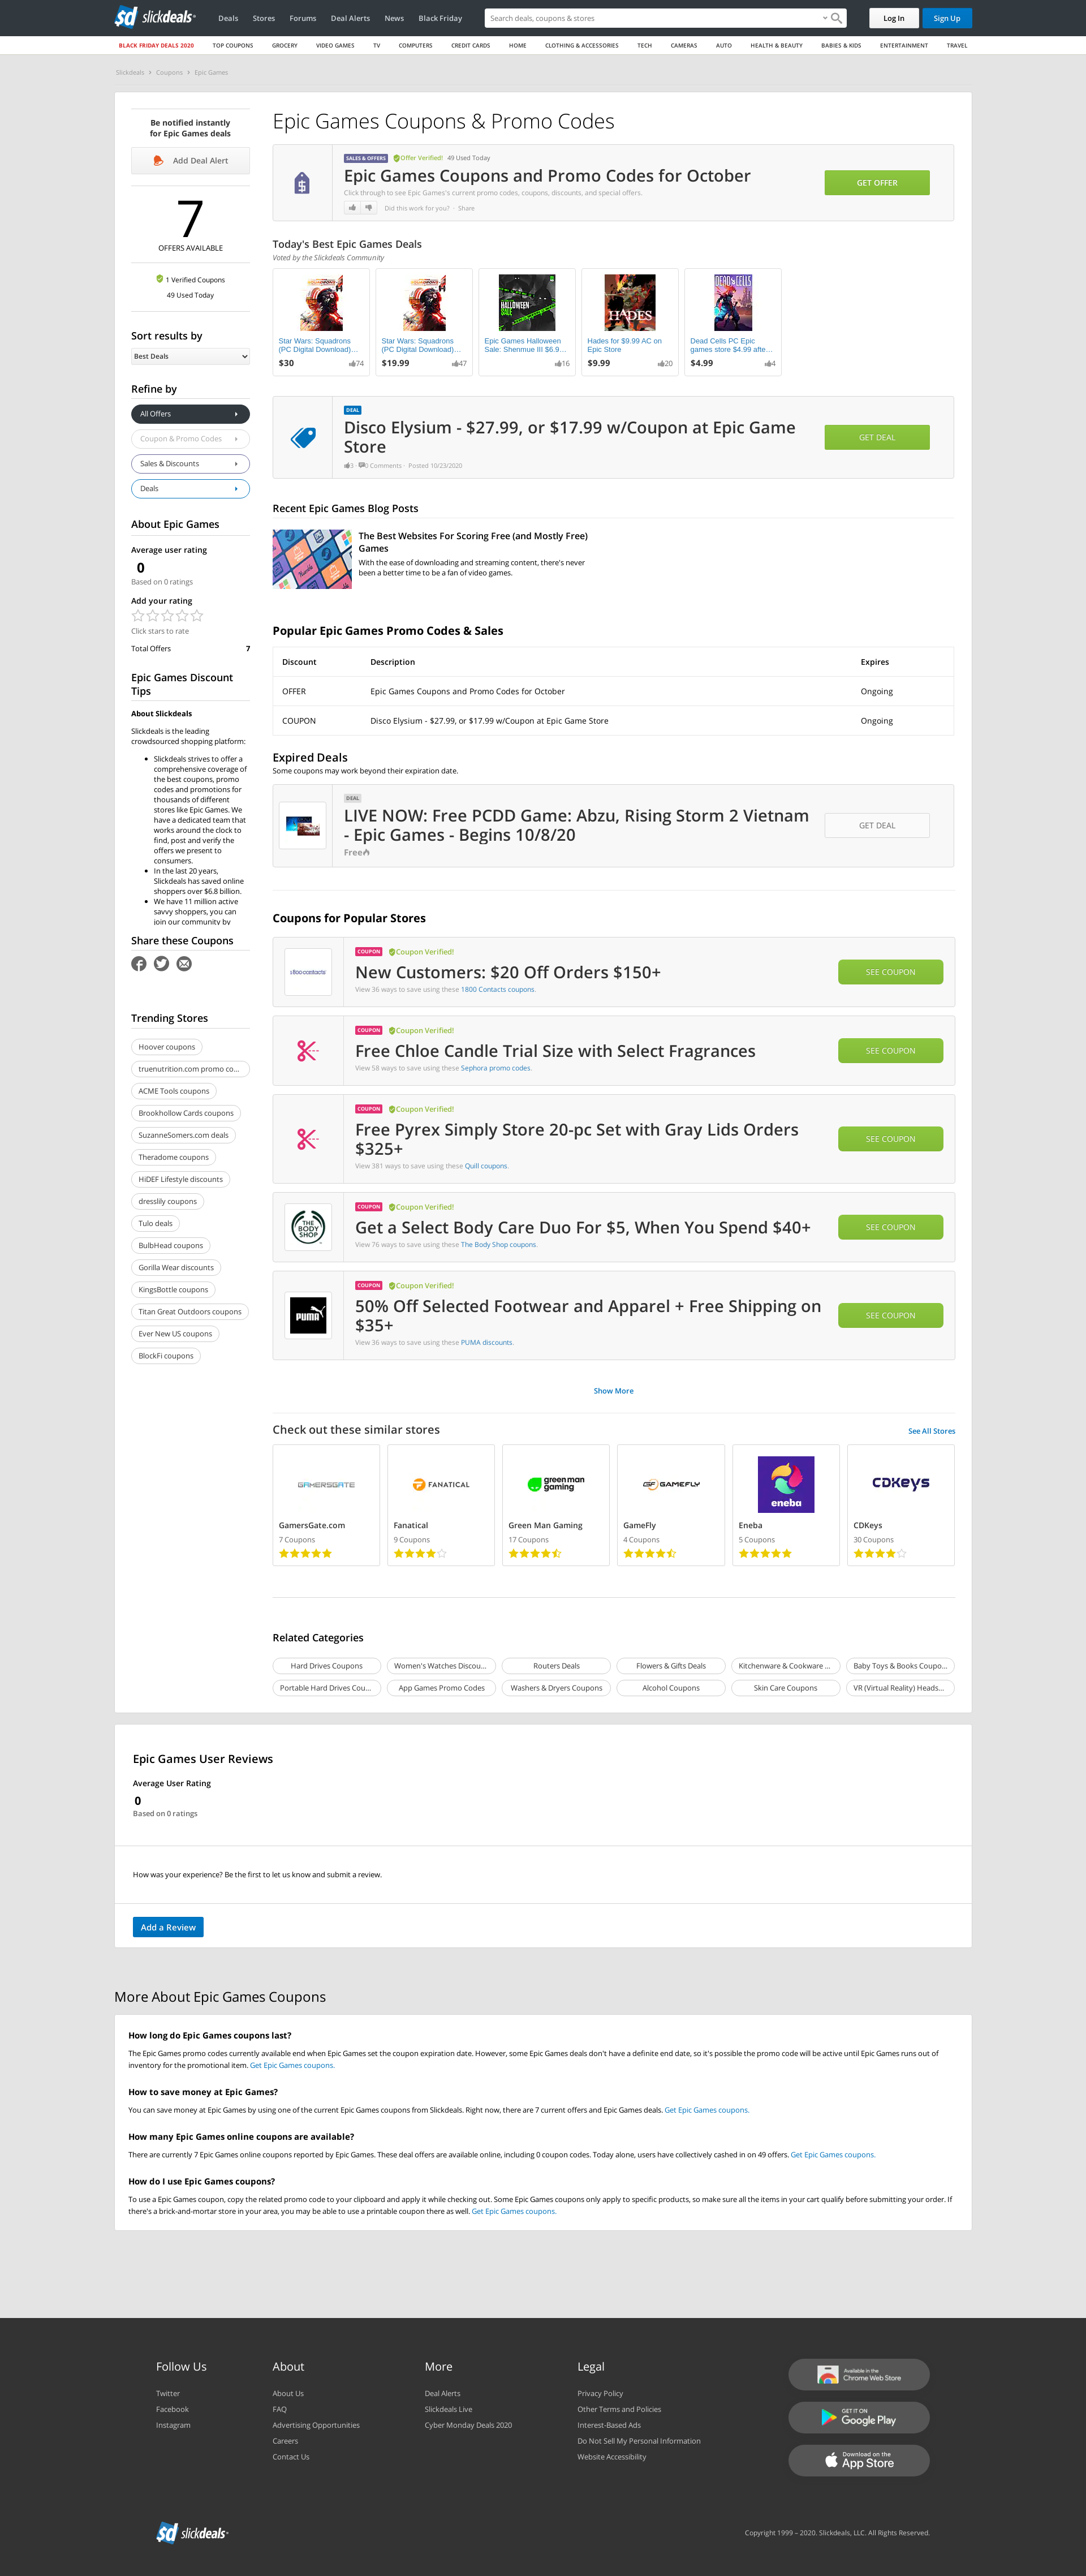 sd slickdeals
Deals Stores Forums Deal Alerts News Black Friday
Search deals, coupons & stores
Log In Sign Up
BLACK FRIDAY DEALS 2020 TOP COUPONS GROCERY VIDEO GAMES TV COMPUTERS CREDIT CARDS HOME CLOTHING & ACCESSORIES TECH CAMERAS AUTO HEALTH & BEAUTY BABIES & KIDS ENTERTAINMENT TRAVEL
Slickdeals › Coupons › Epic Games
Be notified instantly
for Epic Games deals
Add Deal Alert
7
OFFERS AVAILABLE
1 Verified Coupons
49 Used Today
Sort results by
Best Deals
Refine by
All Offers
Coupon & Promo Codes
Sales & Discounts
Deals
About Epic Games
Average user rating
0
Based on 0 ratings
Add your rating
Click stars to rate
Total Offers 7
Epic Games Discount
Tips
About Slickdeals
Slickdeals is the leading
crowdsourced shopping platform:
• Slickdeals strives to offer a
comprehensive coverage of
the best coupons, promo
codes and promotions for
thousands of different
stores like Epic Games. We
have a dedicated team that
works around the clock to
find, post and verify the
offers we present to
consumers.
• In the last 20 years,
Slickdeals has saved online
shoppers over $6.8 billion.
• We have 11 million active
savvy shoppers, you can
join our community by
Share these Coupons
Trending Stores
Hoover coupons
truenutrition.com promo co...
ACME Tools coupons
Brookhollow Cards coupons
SuzanneSomers.com deals
Theradome coupons
HiDEF Lifestyle discounts
dresslily coupons
Tulo deals
BulbHead coupons
Gorilla Wear discounts
KingsBottle coupons
Titan Great Outdoors coupons
Ever New US coupons
BlockFi coupons
Epic Games Coupons & Promo Codes
SALES & OFFERS Offer Verified! 49 Used Today
Epic Games Coupons and Promo Codes for October
Click through to see Epic Games's current promo codes, coupons, discounts, and special offers.
Did this work for you? · Share
GET OFFER
Today's Best Epic Games Deals
Voted by the Slickdeals Community
Star Wars: Squadrons
(PC Digital Download)...
$30 74
Star Wars: Squadrons
(PC Digital Download)...
$19.99 47
HALLOWEEN
SALE
Epic Games Halloween
Sale: Shenmue III $6.9...
16
HADES
Hades for $9.99 AC on
Epic Store
$9.99 20
DEAD CELLS
Dead Cells PC Epic
games store $4.99 afte...
$4.99 4
DEAL
Disco Elysium - $27.99, or $17.99 w/Coupon at Epic Game
Store
3 · 0 Comments · Posted 10/23/2020
GET DEAL
Recent Epic Games Blog Posts
The Best Websites For Scoring Free (and Mostly Free)
Games
With the ease of downloading and streaming content, there's never
been a better time to be a fan of video games.
Popular Epic Games Promo Codes & Sales
Discount Description Expires
OFFER Epic Games Coupons and Promo Codes for October Ongoing
COUPON Disco Elysium - $27.99, or $17.99 w/Coupon at Epic Game Store Ongoing
Expired Deals
Some coupons may work beyond their expiration date.
DEAL
LIVE NOW: Free PCDD Game: Abzu, Rising Storm 2 Vietnam
- Epic Games - Begins 10/8/20
Free
GET DEAL
Coupons for Popular Stores
1800contacts
COUPON Coupon Verified!
New Customers: $20 Off Orders $150+
View 36 ways to save using these 1800 Contacts coupons.
SEE COUPON
COUPON Coupon Verified!
Free Chloe Candle Trial Size with Select Fragrances
View 58 ways to save using these Sephora promo codes.
SEE COUPON
COUPON Coupon Verified!
Free Pyrex Simply Store 20-pc Set with Gray Lids Orders
$325+
View 381 ways to save using these Quill coupons.
SEE COUPON
THE
BODY
SHOP
COUPON Coupon Verified!
Get a Select Body Care Duo For $5, When You Spend $40+
View 76 ways to save using these The Body Shop coupons.
SEE COUPON
PUMA
COUPON Coupon Verified!
50% Off Selected Footwear and Apparel + Free Shipping on
$35+
View 36 ways to save using these PUMA discounts.
SEE COUPON
Show More
Check out these similar stores
See All Stores
GAMERSGATE
GamersGate.com
7 Coupons
FANATICAL
Fanatical
9 Coupons
green man
gaming
Green Man Gaming
17 Coupons
GF GAMEFLY
GameFly
4 Coupons
eneba
Eneba
5 Coupons
CDKeys
CDKeys
30 Coupons
Related Categories
Hard Drives Coupons Women's Watches Discou... Routers Deals Flowers & Gifts Deals Kitchenware & Cookware ... Baby Toys & Books Coupo...
Portable Hard Drives Cou... App Games Promo Codes Washers & Dryers Coupons Alcohol Coupons Skin Care Coupons VR (Virtual Reality) Heads...
Epic Games User Reviews
Average User Rating
0
Based on 0 ratings
How was your experience? Be the first to let us know and submit a review.
Add a Review
More About Epic Games Coupons
How long do Epic Games coupons last?
The Epic Games promo codes currently available end when Epic Games set the coupon expiration date. However, some Epic Games deals don't have a definite end date, so it's possible the promo code will be active until Epic Games runs out of
inventory for the promotional item. Get Epic Games coupons.
How to save money at Epic Games?
You can save money at Epic Games by using one of the current Epic Games coupons from Slickdeals. Right now, there are 7 current offers and Epic Games deals. Get Epic Games coupons.
How many Epic Games online coupons are available?
There are currently 7 Epic Games online coupons reported by Epic Games. These deal offers are available online, including 0 coupon codes. Today alone, users have collectively cashed in on 49 offers. Get Epic Games coupons.
How do I use Epic Games coupons?
To use a Epic Games coupon, copy the related promo code to your clipboard and apply it while checking out. Some Epic Games coupons only apply to specific products, so make sure all the items in your cart qualify before submitting your order. If
there's a brick-and-mortar store in your area, you may be able to use a printable coupon there as well. Get Epic Games coupons.
Follow Us
Twitter
Facebook
Instagram
About
About Us
FAQ
Advertising Opportunities
Careers
Contact Us
More
Deal Alerts
Slickdeals Live
Cyber Monday Deals 2020
Legal
Privacy Policy
Other Terms and Policies
Interest-Based Ads
Do Not Sell My Personal Information
Website Accessibility
Available in the
Chrome Web Store
GET IT ON
Google Play
Download on the
App Store
sd slickdeals
Copyright 1999 – 2020. Slickdeals, LLC. All Rights Reserved.